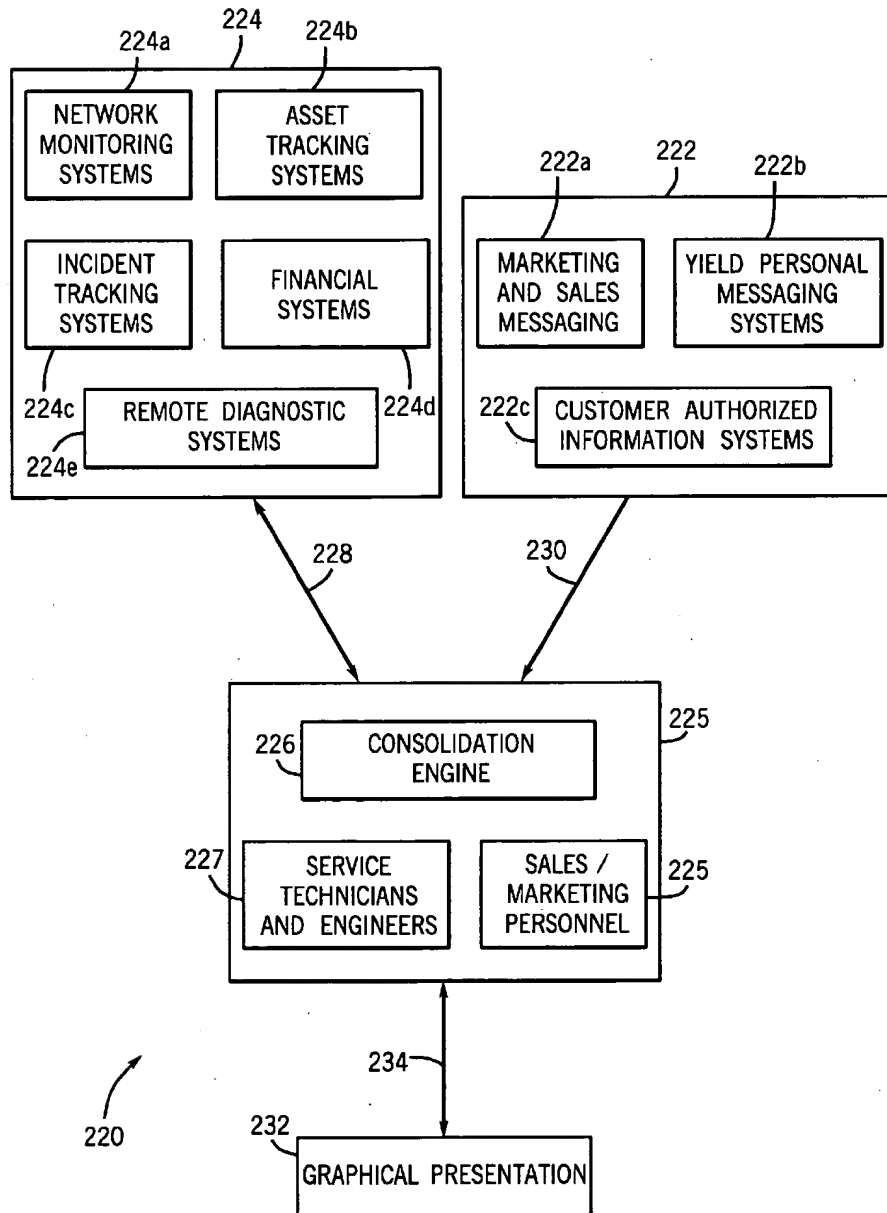 224a
224
224b
NETWORK
MONITORING
SYSTEMS
ASSET
TRACKING
SYSTEMS
INCIDENT
TRACKING
SYSTEMS
FINANCIAL
SYSTEMS
224c
224d
REMOTE DIAGNOSTIC
SYSTEMS
224e
222a
222
222b
MARKETING
AND SALES
MESSAGING
YIELD PERSONAL
MESSAGING
SYSTEMS
222c
CUSTOMER AUTHORIZED
INFORMATION SYSTEMS
228
230
225
226
CONSOLIDATION
ENGINE
227
SERVICE
TECHNICIANS
AND ENGINEERS
SALES /
MARKETING
PERSONNEL
225
234
220
232
GRAPHICAL PRESENTATION